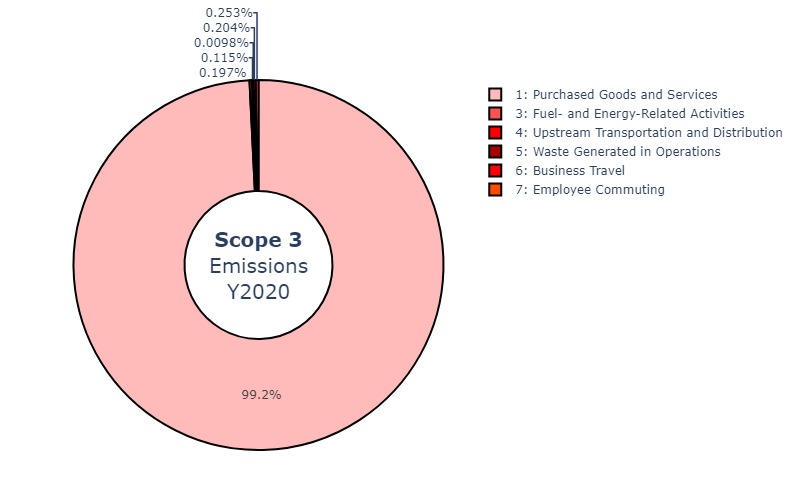 0.253%
0.204%
0.0098%
0.115%
0.197%
1: Purchased Goods and Services
3: Fuel- and Energy-Related Activities
4: Upstream Transportation and Distribution
5: Waste Generated in Operations
6: Business Travel
7: Employee Commuting
Scope 3
Emissions
Y2020
99.2%